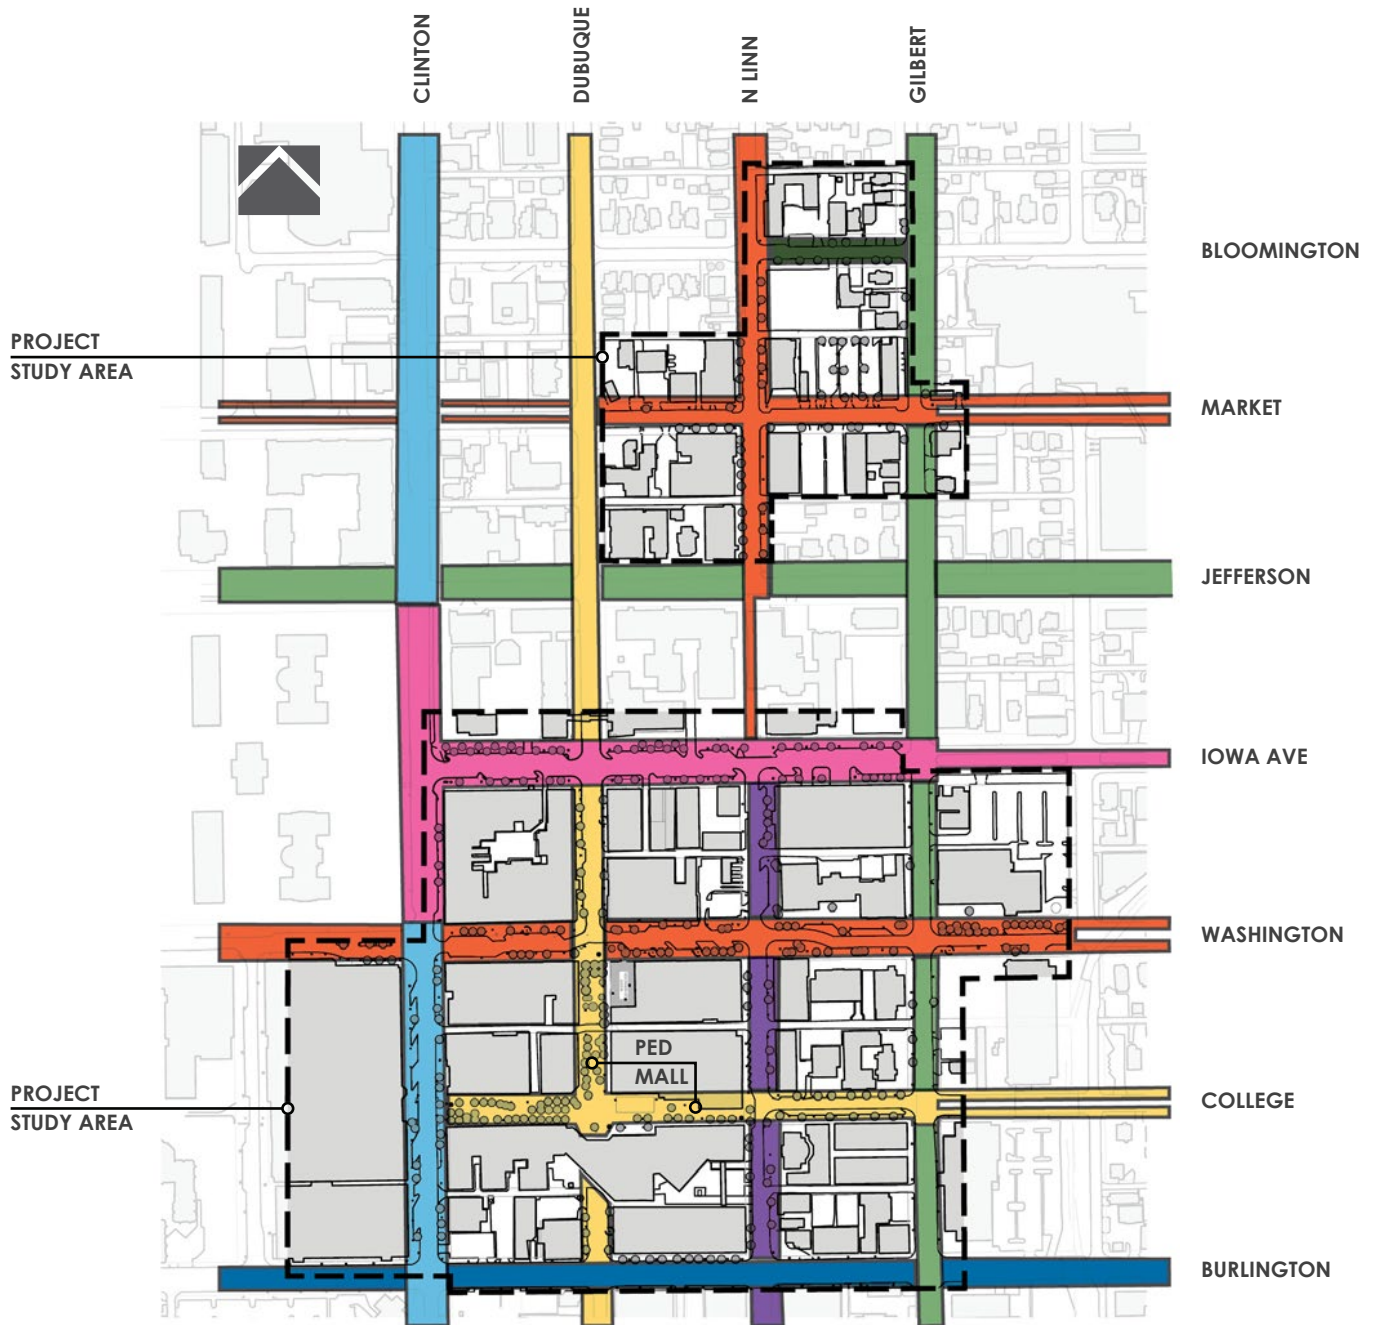 CLINTON
DUBUQUE
N LINN
GILBERT
BLOOMINGTON
PROJECT
STUDY AREA
MARKET
JEFFERSON
IOWA AVE
WASHINGTON
PED
MALL
PROJECT
STUDY AREA
COLLEGE
BURLINGTON